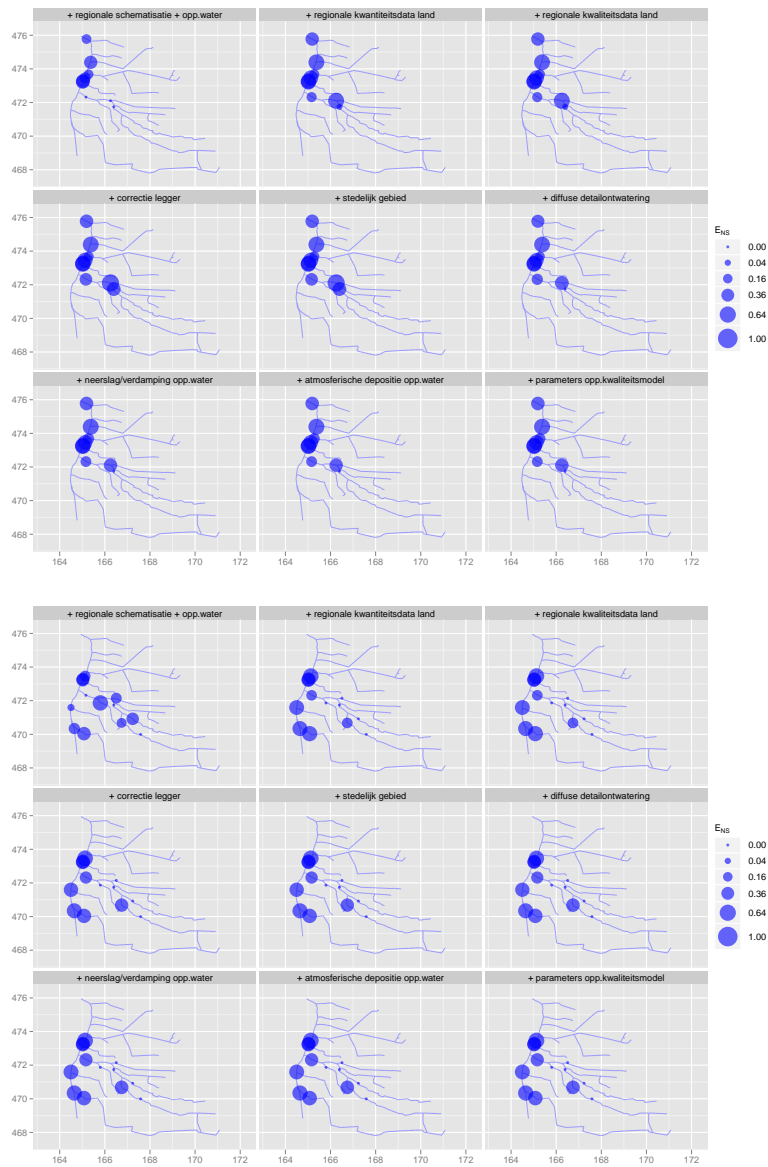 + regionale schematisatie + opp.water
+ regionale kwantiteitsdata land
+ regionale kwaliteitsdata land
476
474
472
470
468
+ correctie legger
+ stedelijk gebied
+ diffuse detailontwatering
476
474
472
470
468
E_NS
0.00
0.04
0.16
0.36
0.64
1.00
+ neerslag/verdamping opp.water
+ atmosferische depositie opp.water
+ parameters opp.kwaliteitsmodel
476
474
472
470
468
164 166 168 170 172
164 166 168 170 172
164 166 168 170 172
+ regionale schematisatie + opp.water
+ regionale kwantiteitsdata land
+ regionale kwaliteitsdata land
476
474
472
470
468
+ correctie legger
+ stedelijk gebied
+ diffuse detailontwatering
476
474
472
470
468
E_NS
0.00
0.04
0.16
0.36
0.64
1.00
+ neerslag/verdamping opp.water
+ atmosferische depositie opp.water
+ parameters opp.kwaliteitsmodel
476
474
472
470
468
164 166 168 170 172
164 166 168 170 172
164 166 168 170 172